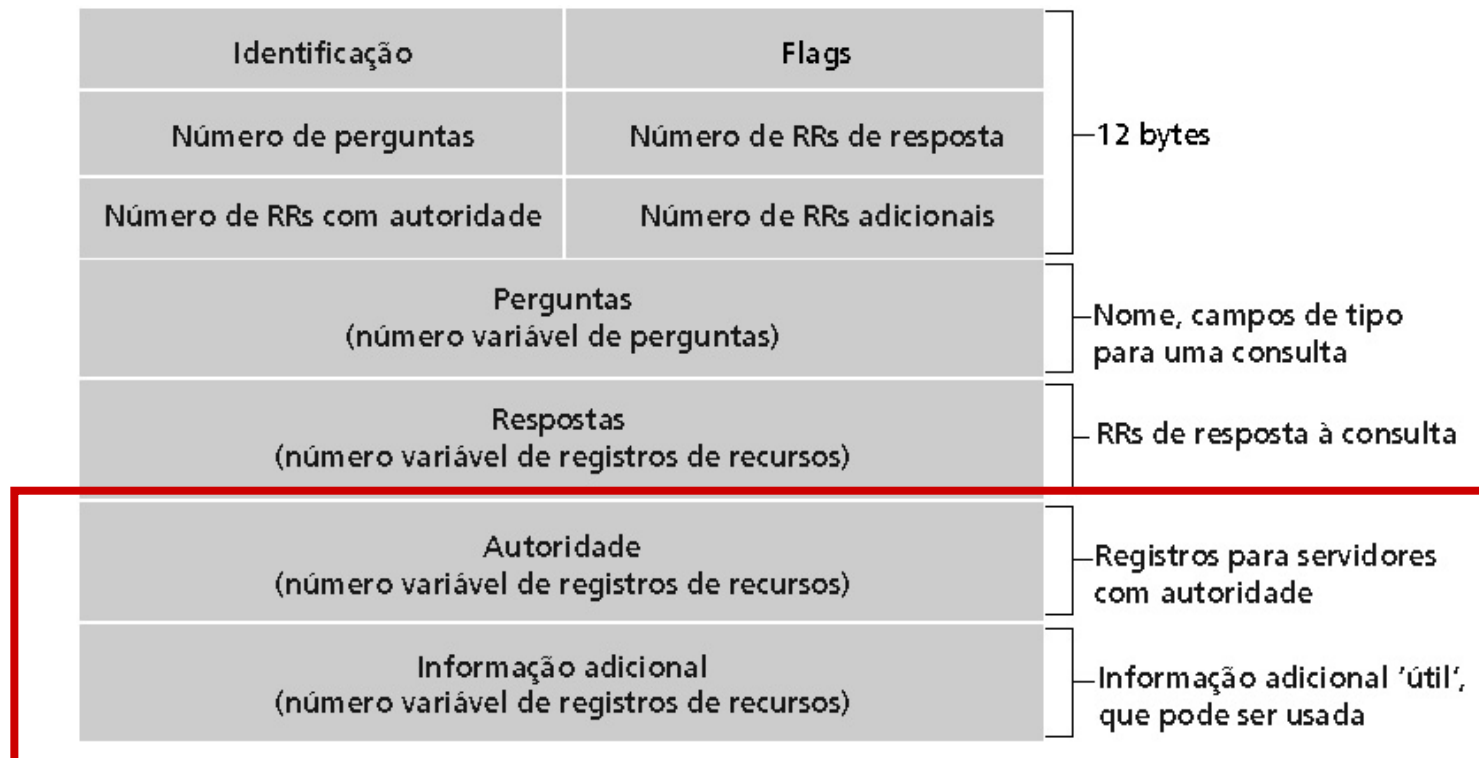 Identificação
Flags
Número de perguntas
Número de RRs de resposta
12 bytes
Número de RRs com autoridade
Número de RRs adicionais
Perguntas
(número variável de perguntas)
Nome, campos de tipo
para uma consulta
Respostas
(número variável de registros de recursos)
RRs de resposta à consulta
Autoridade
(número variável de registros de recursos)
Registros para servidores
com autoridade
Informação adicional
(número variável de registros de recursos)
Informação adicional ‘útil’,
que pode ser usada